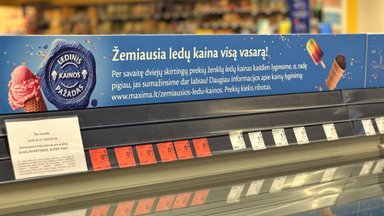 LEDINIS
KAINOS
PAŽADAS
Žemiausia ledų kaina visą vasarą!
Per savaitę dviejų skirtingų prekių ženklų ledų kainas kasdien lyginame, o, radę
pigiau, jas sumažinsime dar labiau! Daugiau informacijos apie kainų lyginimą:
www.maxima.lt/zemiausios-ledu-kainos. Prekių kiekis ribotas.